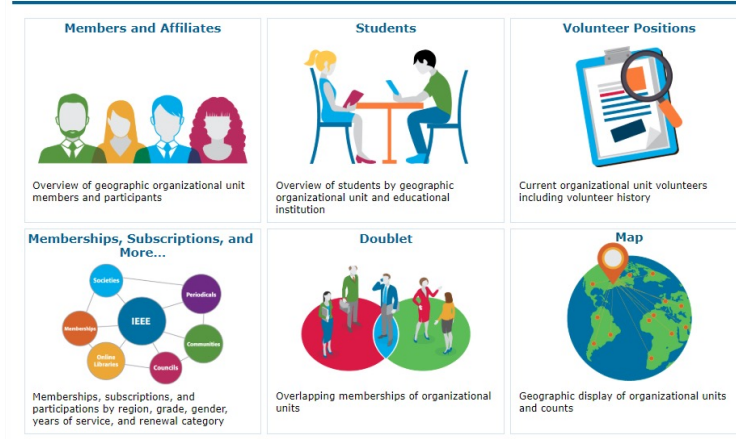 Members and Affiliates
Overview of geographic organizational unit
members and participants
Students
Overview of students by geographic
organizational unit and educational
institution
Volunteer Positions
Current organizational unit volunteers
including volunteer history
Memberships, Subscriptions, and
More...
Societies
Periodicals
IEEE
Memberships
Communities
Online
Libraries
Councils
Memberships, subscriptions, and
participations by region, grade, gender,
years of service, and renewal category
Doublet
Overlapping memberships of organizational
units
Map
Geographic display of organizational units
and counts